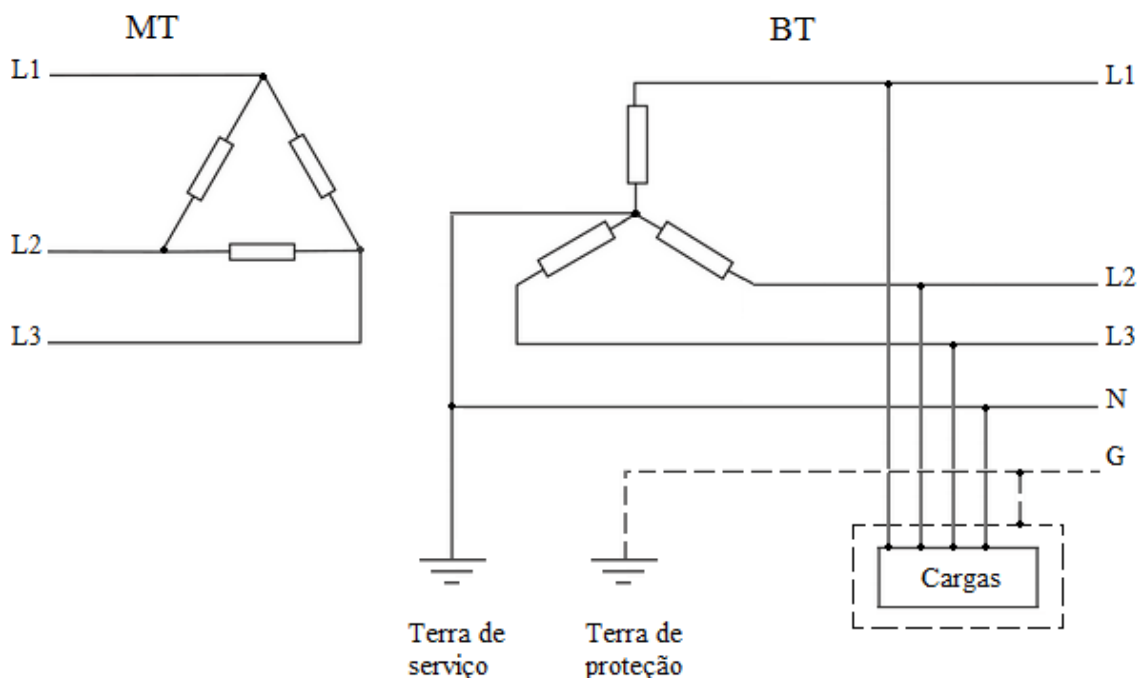 MT
BT
L1
L1
L2
L2
L3
L3
N
G
Cargas
Terra de
serviço
Terra de
proteção